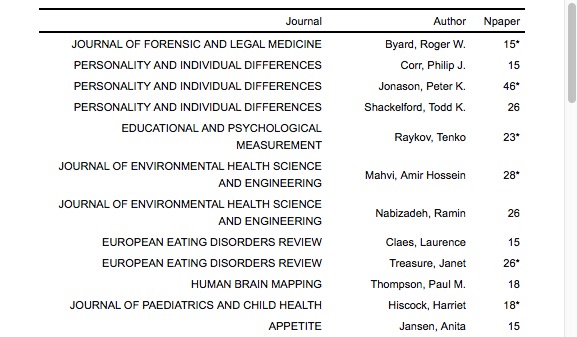 Journal Author Npaper
JOURNAL OF FORENSIC AND LEGAL MEDICINE Byard, Roger W. 15*
PERSONALITY AND INDIVIDUAL DIFFERENCES Corr, Philip J. 15
PERSONALITY AND INDIVIDUAL DIFFERENCES Jonason, Peter K. 46*
PERSONALITY AND INDIVIDUAL DIFFERENCES Shackelford, Todd K. 26
EDUCATIONAL AND PSYCHOLOGICAL
MEASUREMENT Raykov, Tenko 23*
JOURNAL OF ENVIRONMENTAL HEALTH SCIENCE
AND ENGINEERING Mahvi, Amir Hossein 28*
JOURNAL OF ENVIRONMENTAL HEALTH SCIENCE
AND ENGINEERING Nabizadeh, Ramin 26
EUROPEAN EATING DISORDERS REVIEW Claes, Laurence 15
EUROPEAN EATING DISORDERS REVIEW Treasure, Janet 26*
HUMAN BRAIN MAPPING Thompson, Paul M. 18
JOURNAL OF PAEDIATRICS AND CHILD HEALTH Hiscock, Harriet 18*
APPETITE Jansen, Anita 15